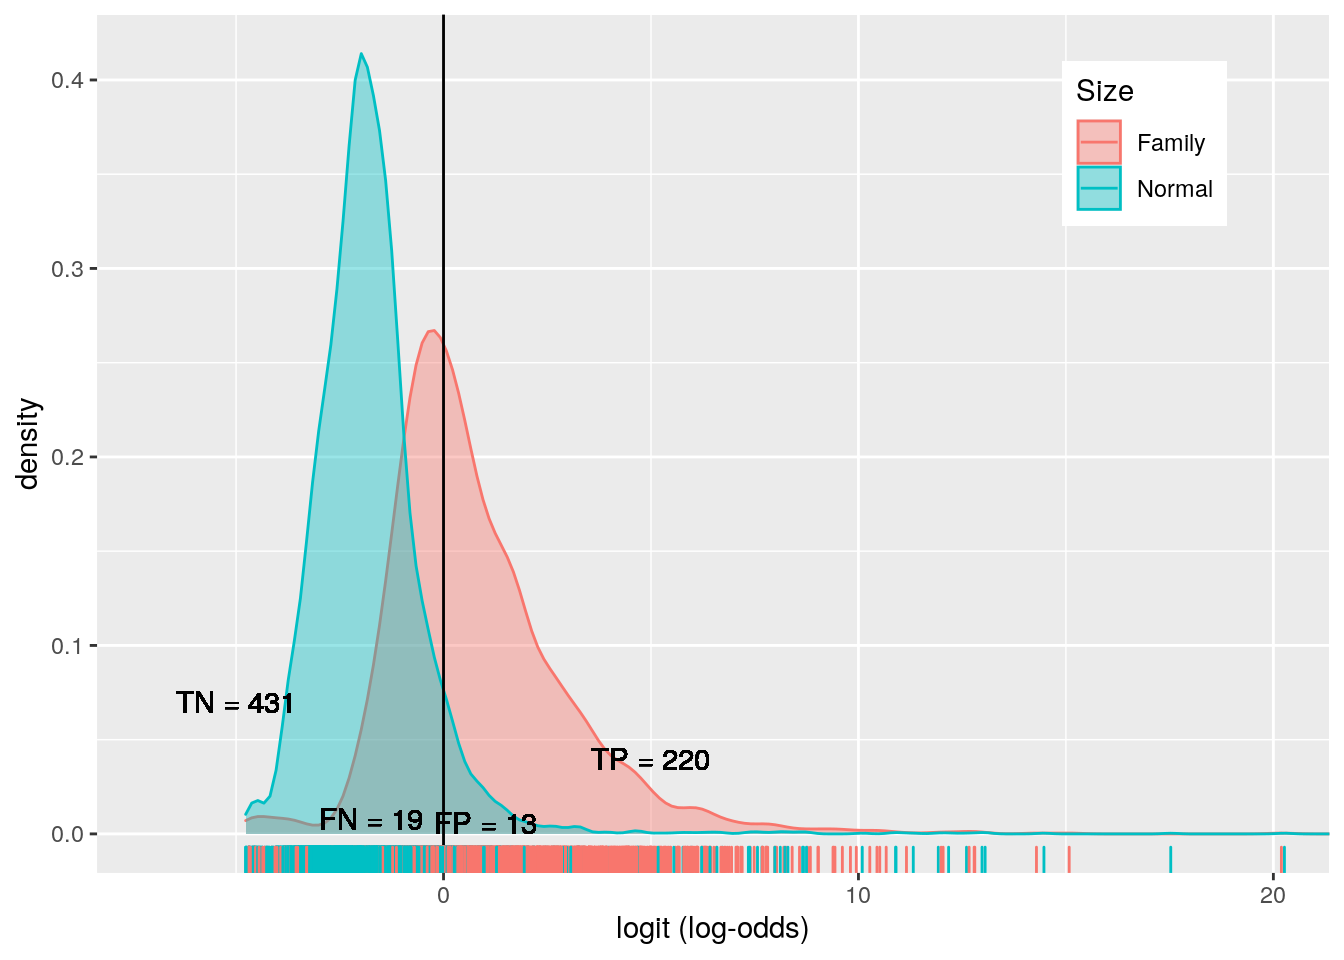 Size
Family
Normal
0.4
0.3
0.2
0.1
0.0
density
TN = 431
TP = 220
FN = 19
FP = 13
0
10
20
logit (log-odds)